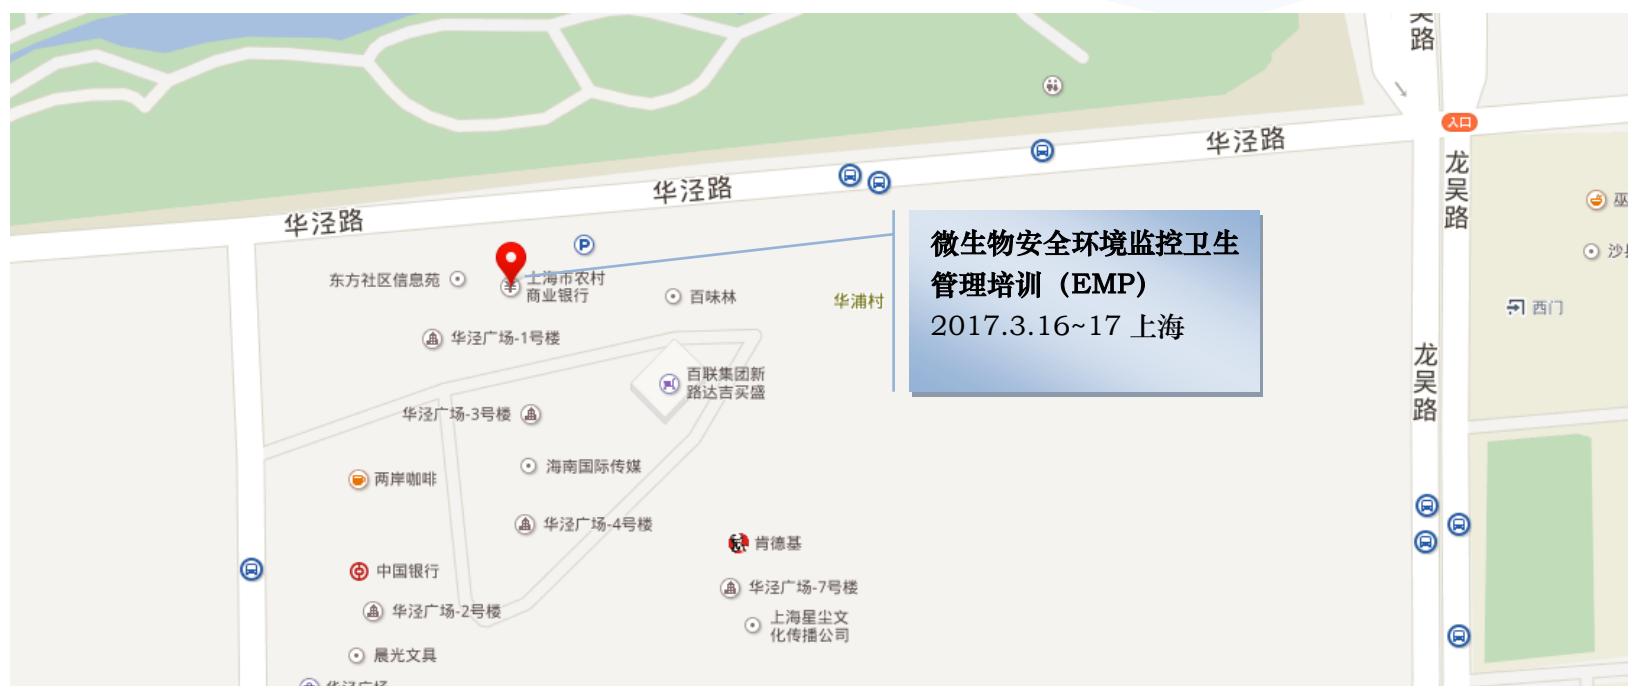 吴路
入口
华泾路
龙吴路
华泾路
华泾路
P
微生物安全环境监控卫生
管理培训（EMP）
2017.3.16~17 上海
东方社区信息苑
上海市农村
商业银行
百味林
华浦村
沙
西门
华泾广场-1号楼
百联集团新
路达吉买盛
龙吴路
华泾广场-3号楼
海南国际传媒
两岸咖啡
华泾广场-4号楼
肯德基
中国银行
华泾广场-7号楼
华泾广场-2号楼
上海星尘文
化传播公司
晨光文具
华泾广场